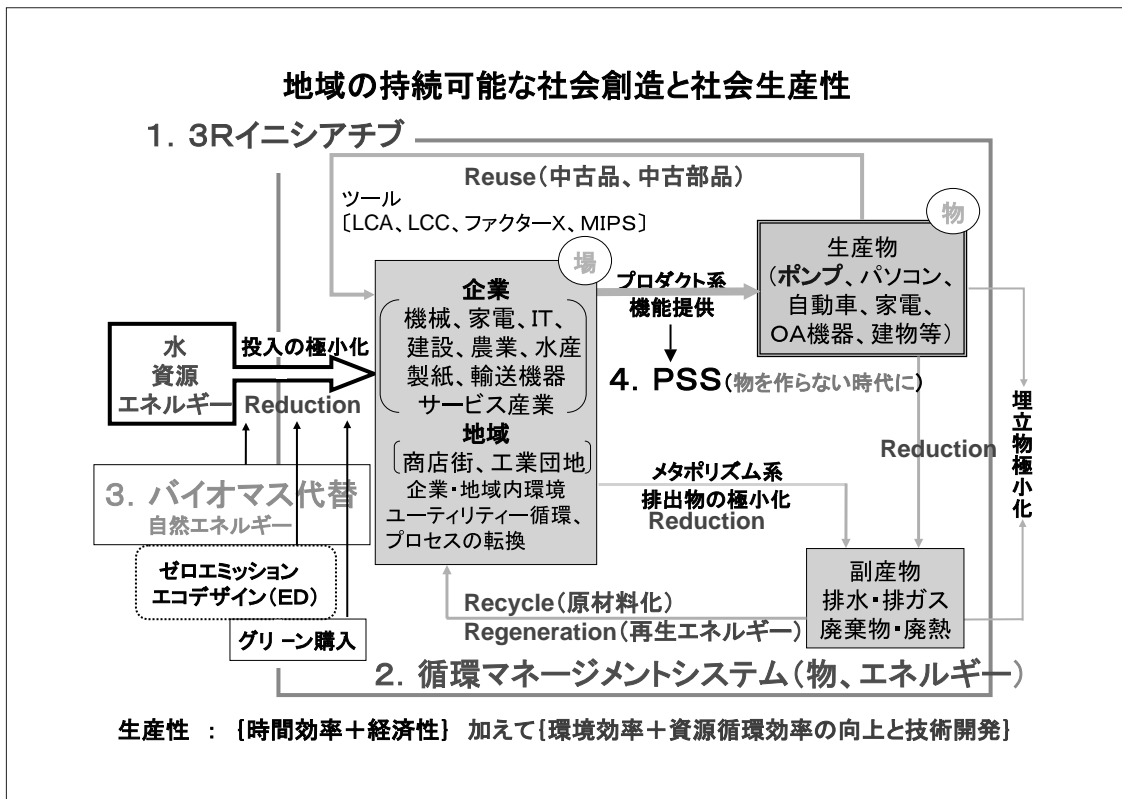 地域の持続可能な社会創造と社会生産性
1．3Rイニシアチブ
Reuse（中古品、中古部品）
ツール
〔LCA、LCC、ファクターX、MIPS〕
物
場
生産物
（ポンプ、パソコン、
自動車、家電、
OA機器、建物等）
プロダクト系
機能提供
4．PSS（物を作らない時代に）
企業
機械、家電、IT、
建設、農業、水産
製紙、輸送機器
サービス産業
地域
〔商店街、工業団地〕
企業・地域内環境
ユーティリティー循環、
プロセスの転換
水
資源
エネルギー
投入の極小化
Reduction
3．バイオマス代替
自然エネルギー
ゼロエミッション
エコデザイン（ED）
グリーン購入
メタポリズム系
排出物の極小化
Reduction
Reduction
埋立物極小化
副産物
排水・排ガス
廃棄物・廃熱
Recycle（原材料化）
Regeneration（再生エネルギー）
2．循環マネージメントシステム（物、エネルギー）
生産性 ： {時間効率＋経済性} 加えて{環境効率＋資源循環効率の向上と技術開発}